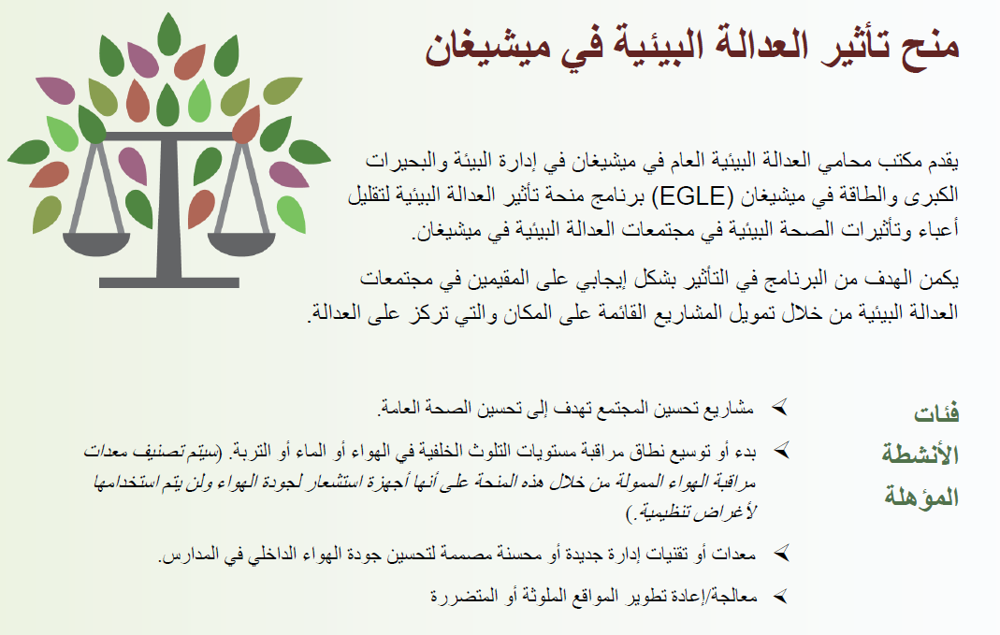 منح تأثير العدالة البيئية في ميشيغان
يقدم مكتب محامي العدالة البيئية العام في ميشيغان في إدارة البيئة والبحيرات
الكبرى والطاقة في ميشيغان (EGLE) برنامج منحة تأثير العدالة البيئية لتقليل
أعباء وتأثيرات الصحة البيئية في مجتمعات العدالة البيئية في ميشيغان.
يكمن الهدف من البرنامج في التأثير بشكل إيجابي على المقيمين في مجتمعات
العدالة البيئية من خلال تمويل المشاريع القائمة على المكان والتي تركز على العدالة.
فئات
الأنشطة
المؤهلة
⮚ مشاريع تحسين المجتمع تهدف إلى تحسين الصحة العامة.
⮚ بدء أو توسيع نطاق مراقبة مستويات التلوث الخلفية في الهواء أو الماء أو التربة. (سيتم تصنيف معدات
مراقبة الهواء الممولة من خلال هذه المنحة على أنها أجهزة استشعار لجودة الهواء ولن يتم استخدامها
لأغراض تنظيمية.)
⮚ معدات أو تقنيات إدارة جديدة أو محسنة مصممة لتحسين جودة الهواء الداخلي في المدارس.
⮚ معالجة/إعادة تطوير المواقع الملوثة أو المتضررة